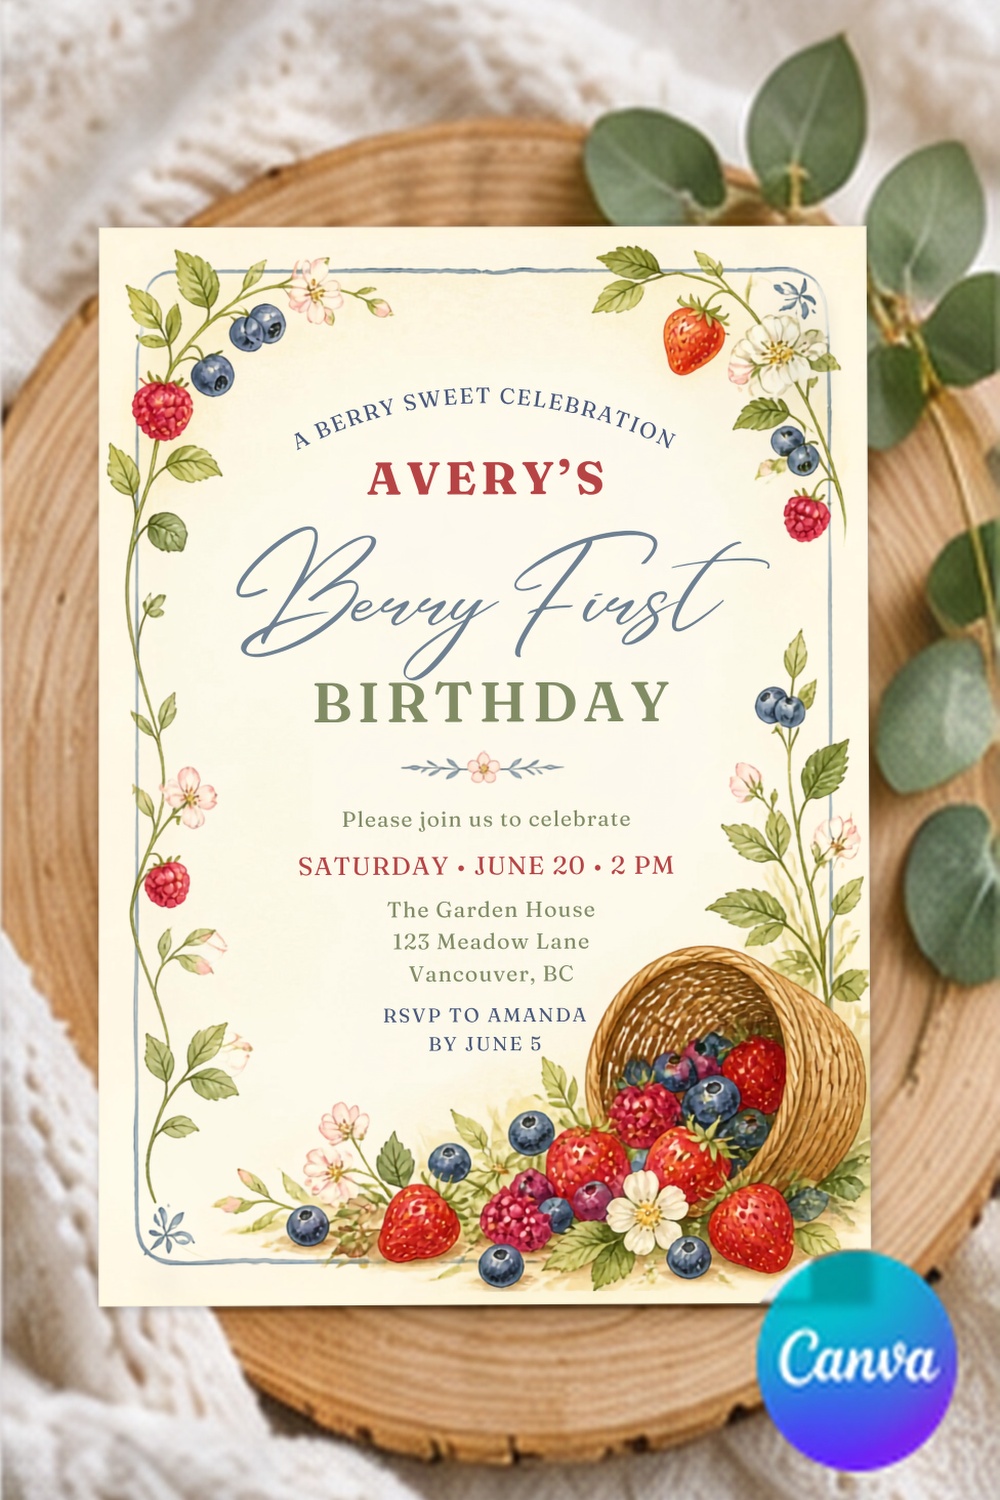 A BERRY SWEET CELEBRATION
AVERY’S
Berry First
BIRTHDAY
Please join us to celebrate
SATURDAY • JUNE 20 • 2 PM
The Garden House
123 Meadow Lane
Vancouver, BC
RSVP TO AMANDA
BY JUNE 5
Canva